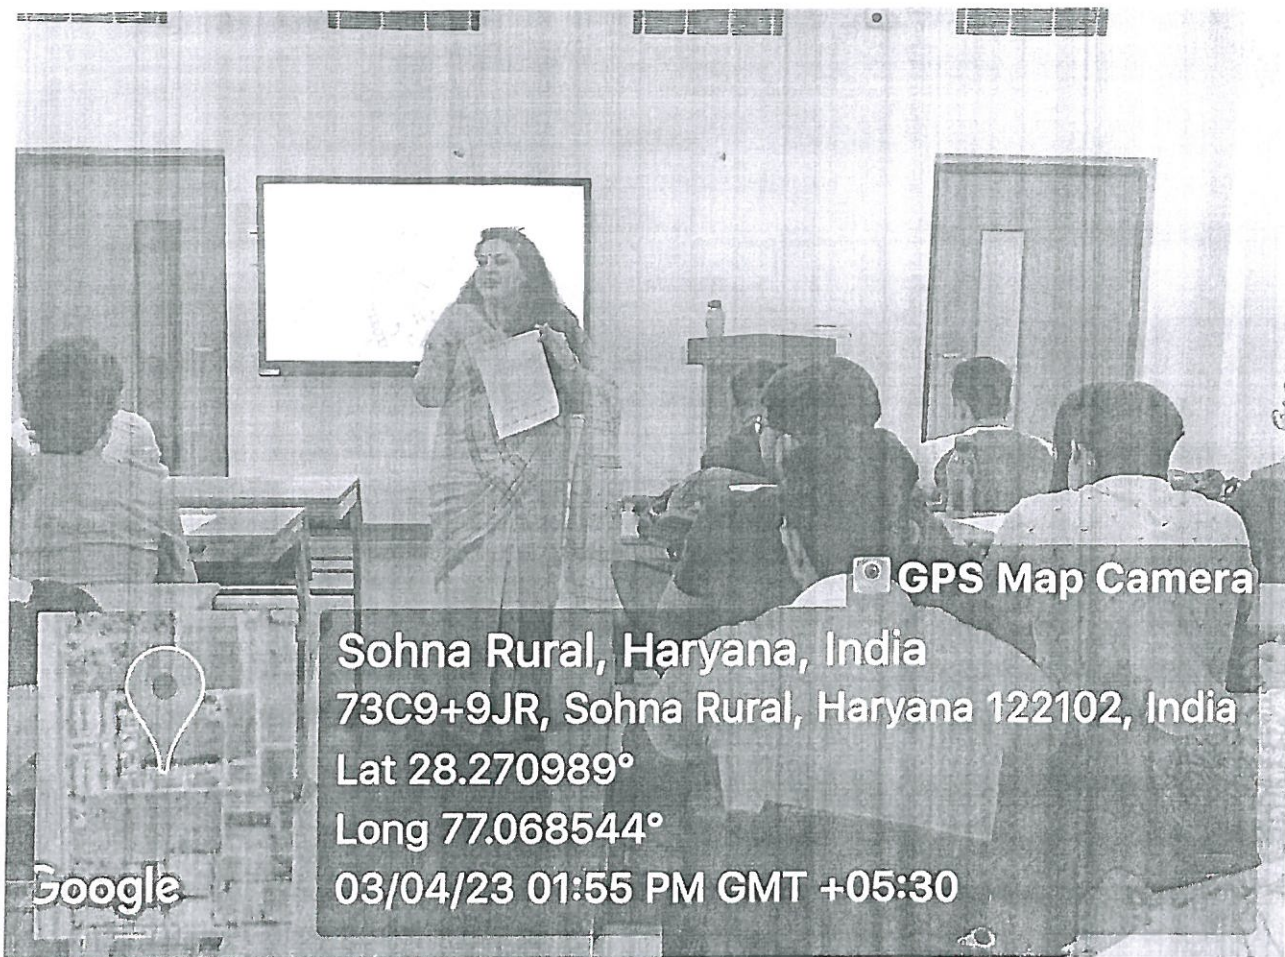 GPS Map Camera
Sohna Rural, Haryana, India
73C9+9JR, Sohna Rural, Haryana 122102, India
Lat 28.270989°
Long 77.068544°
03/04/23 01:55 PM GMT +05:30
Google